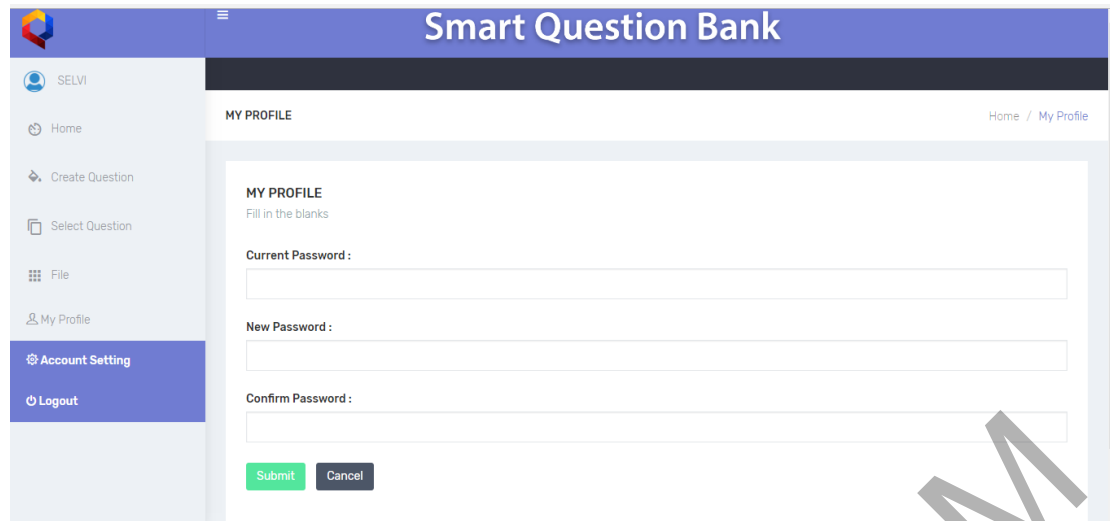 Smart Question Bank
SELVI
Home
Create Question
Select Question
File
My Profile
Account Setting
Logout
MY PROFILE
Home / My Profile
MY PROFILE
Fill in the blanks
Current Password :
New Password :
Confirm Password :
Submit
Cancel
M